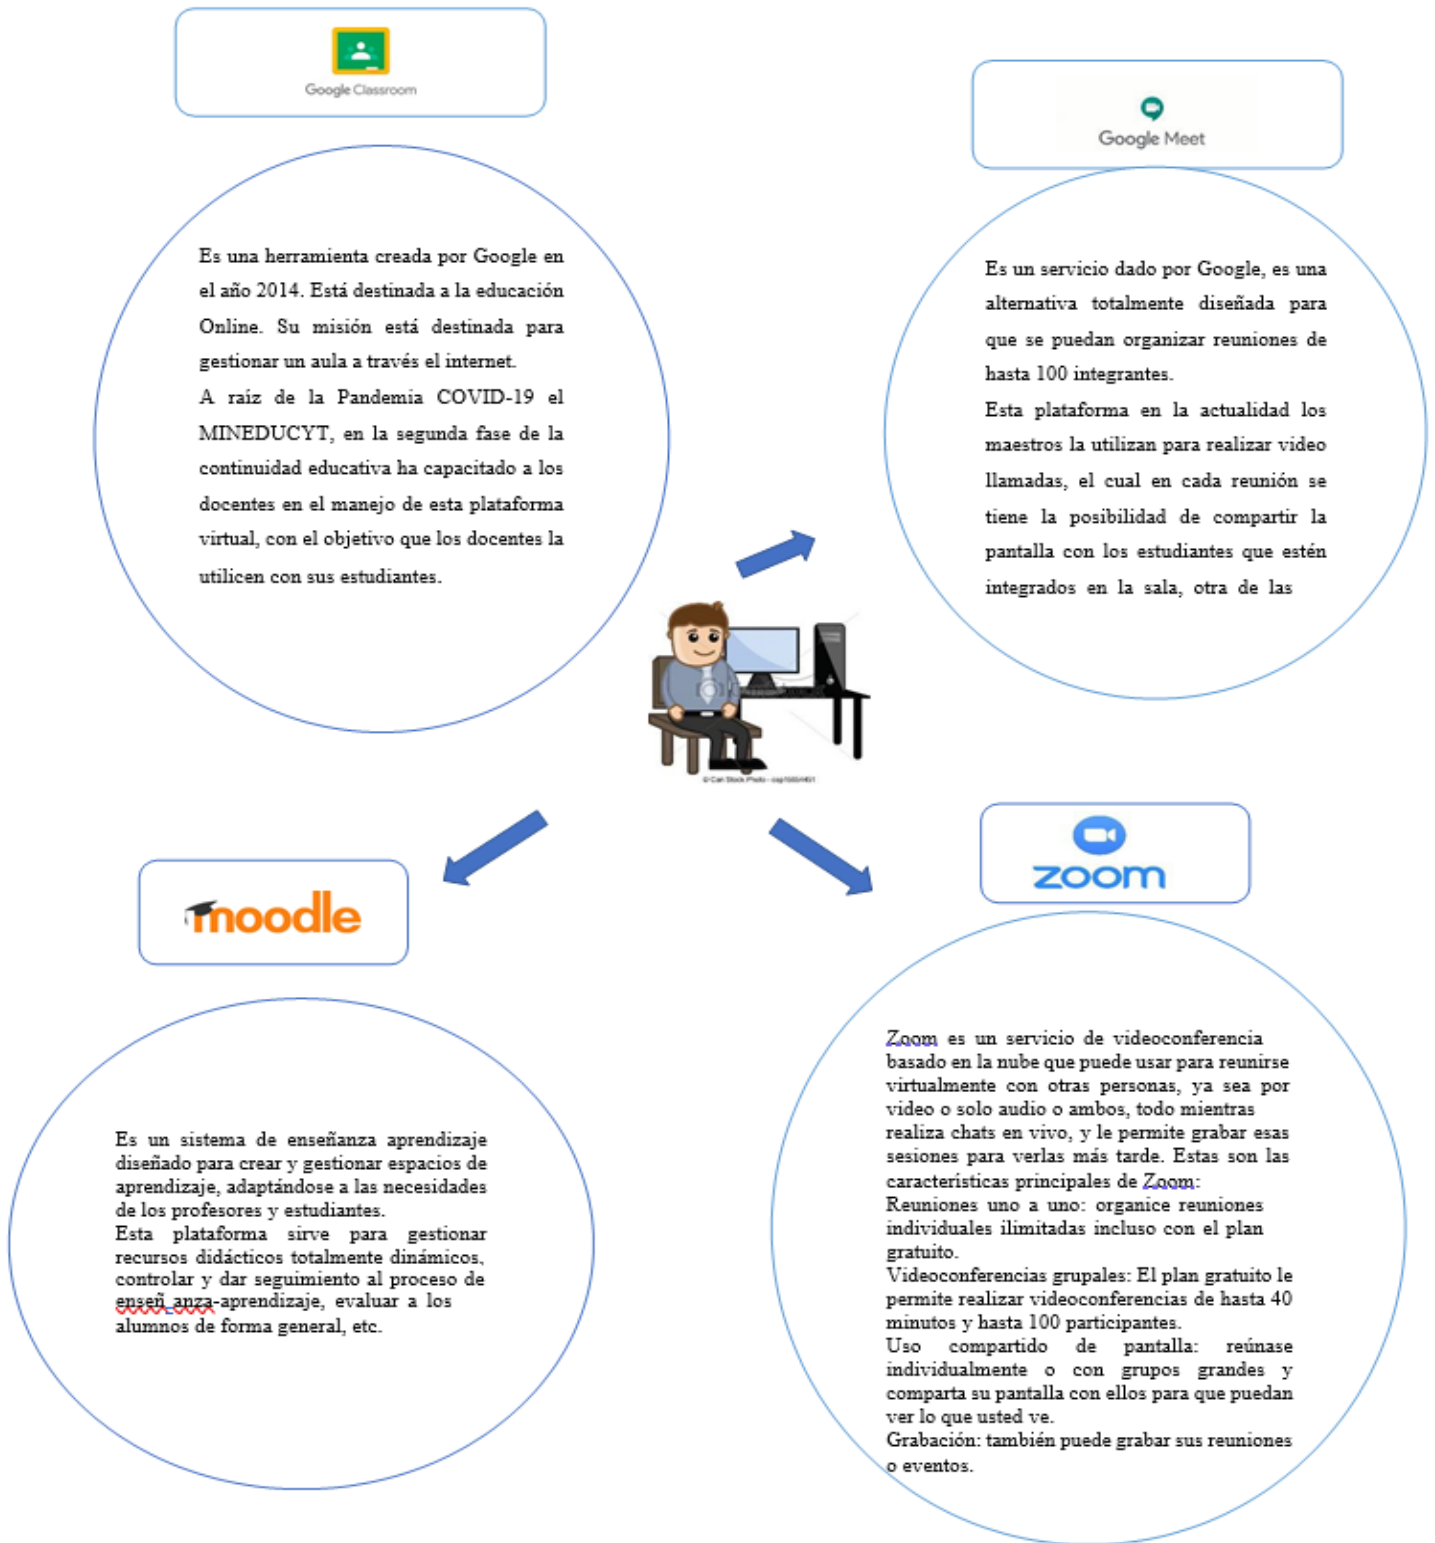 Google Classroom
Es una herramienta creada por Google en
el año 2014. Está destinada a la educación
Online. Su misión está destinada para
gestionar un aula a través el internet.
A raíz de la Pandemia COVID-19 el
MINEDUCYT, en la segunda fase de la
continuidad educativa ha capacitado a los
docentes en el manejo de esta plataforma
virtual, con el objetivo que los docentes la
utilicen con sus estudiantes.
Google Meet
Es un servicio dado por Google, es una
alternativa totalmente diseñada para
que se puedan organizar reuniones de
hasta 100 integrantes.
Esta plataforma en la actualidad los
maestros la utilizan para realizar video
llamadas, el cual en cada reunión se
tiene la posibilidad de compartir la
pantalla con los estudiantes que estén
integrados en la sala, otra de las
© Can Stock Photo
moodle
Es un sistema de enseñanza aprendizaje
diseñado para crear y gestionar espacios de
aprendizaje, adaptándose a las necesidades
de los profesores y estudiantes.
Esta plataforma sirve para gestionar
recursos didácticos totalmente dinámicos,
controlar y dar seguimiento al proceso de
enseñ anza-aprendizaje, evaluar a los
alumnos de forma general, etc.
zoom
Zoom es un servicio de videoconferencia
basado en la nube que puede usar para reunirse
virtualmente con otras personas, ya sea por
video o solo audio o ambos, todo mientras
realiza chats en vivo, y le permite grabar esas
sesiones para verlas más tarde. Estas son las
características principales de Zoom:
Reuniones uno a uno: organice reuniones
individuales ilimitadas incluso con el plan
gratuito.
Videoconferencias grupales: El plan gratuito le
permite realizar videoconferencias de hasta 40
minutos y hasta 100 participantes.
Uso compartido de pantalla: reúnase
individualmente o con grupos grandes y
comparta su pantalla con ellos para que puedan
ver lo que usted ve.
Grabación: también puede grabar sus reuniones
o eventos.